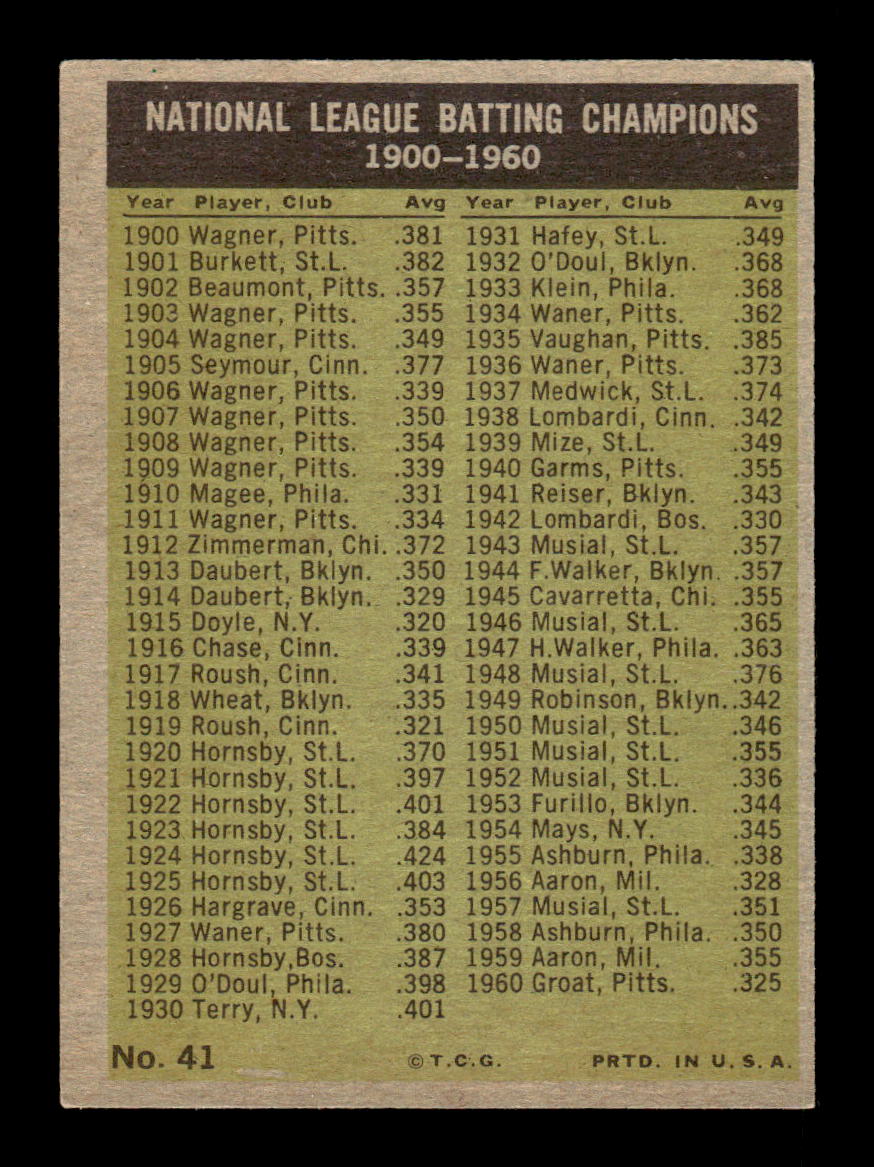 NATIONAL LEAGUE BATTING CHAMPIONS
1900–1960
Year Player, Club Avg
1900 Wagner, Pitts. .381
1901 Burkett, St.L. .382
1902 Beaumont, Pitts. .357
1903 Wagner, Pitts. .355
1904 Wagner, Pitts. .349
1905 Seymour, Cinn. .377
1906 Wagner, Pitts. .339
1907 Wagner, Pitts. .350
1908 Wagner, Pitts. .354
1909 Wagner, Pitts. .339
1910 Magee, Phila. .331
1911 Wagner, Pitts. .334
1912 Zimmerman, Chi. .372
1913 Daubert, Bklyn. .350
1914 Daubert, Bklyn. .329
1915 Doyle, N.Y. .320
1916 Chase, Cinn. .339
1917 Roush, Cinn. .341
1918 Wheat, Bklyn. .335
1919 Roush, Cinn. .321
1920 Hornsby, St.L. .370
1921 Hornsby, St.L. .397
1922 Hornsby, St.L. .401
1923 Hornsby, St.L. .384
1924 Hornsby, St.L. .424
1925 Hornsby, St.L. .403
1926 Hargrave, Cinn. .353
1927 Waner, Pitts. .380
1928 Hornsby,Bos. .387
1929 O'Doul, Phila. .398
1930 Terry, N.Y. .401
Year Player, Club Avg
1931 Hafey, St.L. .349
1932 O'Doul, Bklyn. .368
1933 Klein, Phila. .368
1934 Waner, Pitts. .362
1935 Vaughan, Pitts. .385
1936 Waner, Pitts. .373
1937 Medwick, St.L. .374
1938 Lombardi, Cinn. .342
1939 Mize, St.L. .349
1940 Garms, Pitts. .355
1941 Reiser, Bklyn. .343
1942 Lombardi, Bos. .330
1943 Musial, St.L. .357
1944 F.Walker, Bklyn. .357
1945 Cavarretta, Chi. .355
1946 Musial, St.L. .365
1947 H.Walker, Phila. .363
1948 Musial, St.L. .376
1949 Robinson, Bklyn. .342
1950 Musial, St.L. .346
1951 Musial, St.L. .355
1952 Musial, St.L. .336
1953 Furillo, Bklyn. .344
1954 Mays, N.Y. .345
1955 Ashburn, Phila. .338
1956 Aaron, Mil. .328
1957 Musial, St.L. .351
1958 Ashburn, Phila. .350
1959 Aaron, Mil. .355
1960 Groat, Pitts. .325
No. 41 © T.C.G. PRTD. IN U. S. A.